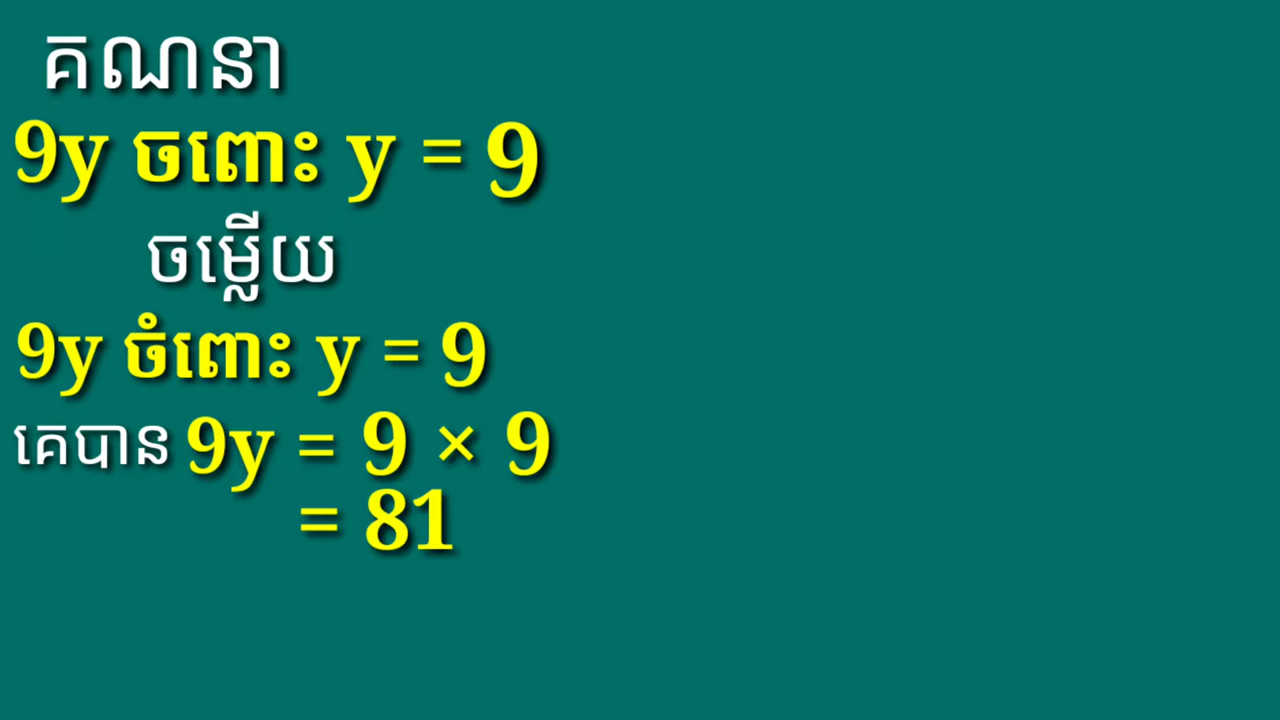 គណនា
9y ចពោះ y = 9
ចម្លើយ
9y ចំពោះ y = 9
គេបាន 9y = 9 × 9
= 81